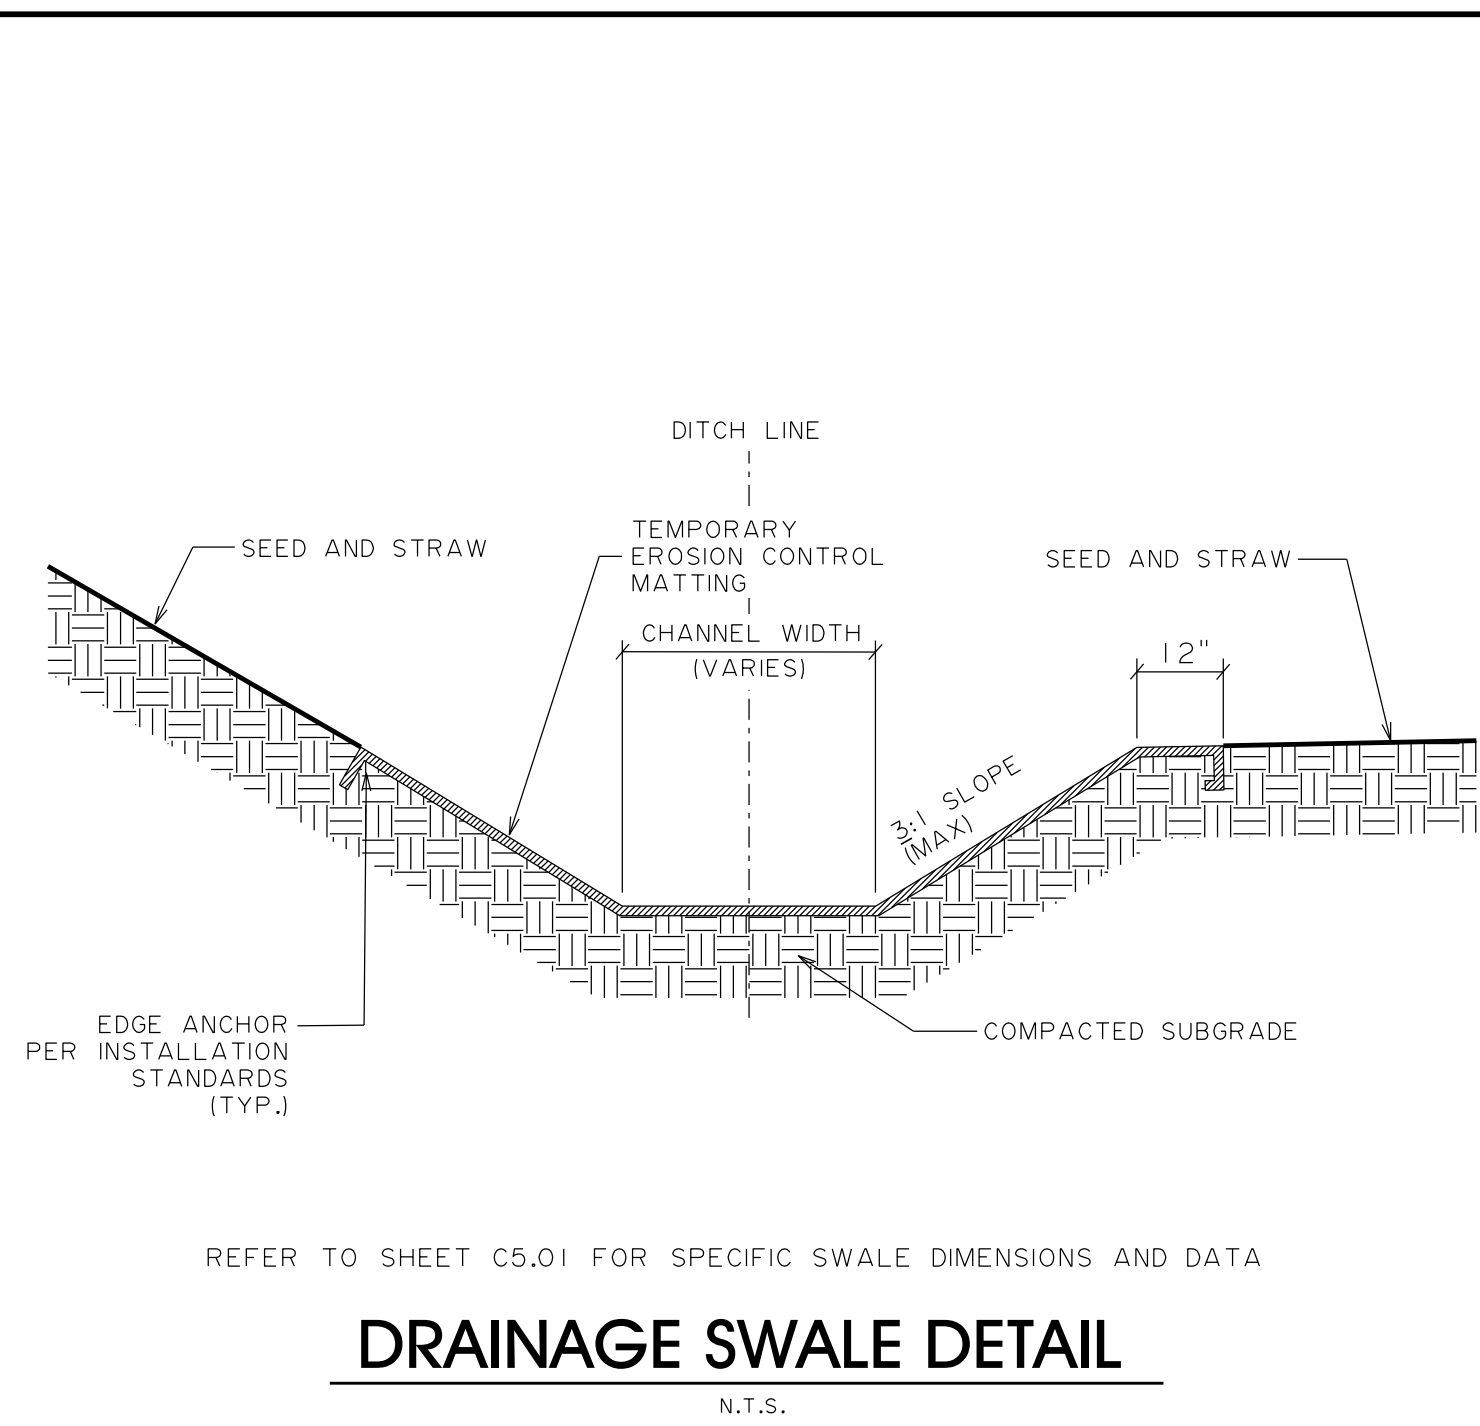 DITCH LINE
SEED AND STRAW
TEMPORARY
EROSION CONTROL
MATTING
SEED AND STRAW
CHANNEL WIDTH
(VARIES)
12"
3:1 SLOPE
(MAX)
EDGE ANCHOR
PER INSTALLATION
STANDARDS
(TYP.)
COMPACTED SUBGRADE
REFER TO SHEET C5.01 FOR SPECIFIC SWALE DIMENSIONS AND DATA
DRAINAGE SWALE DETAIL
N.T.S.